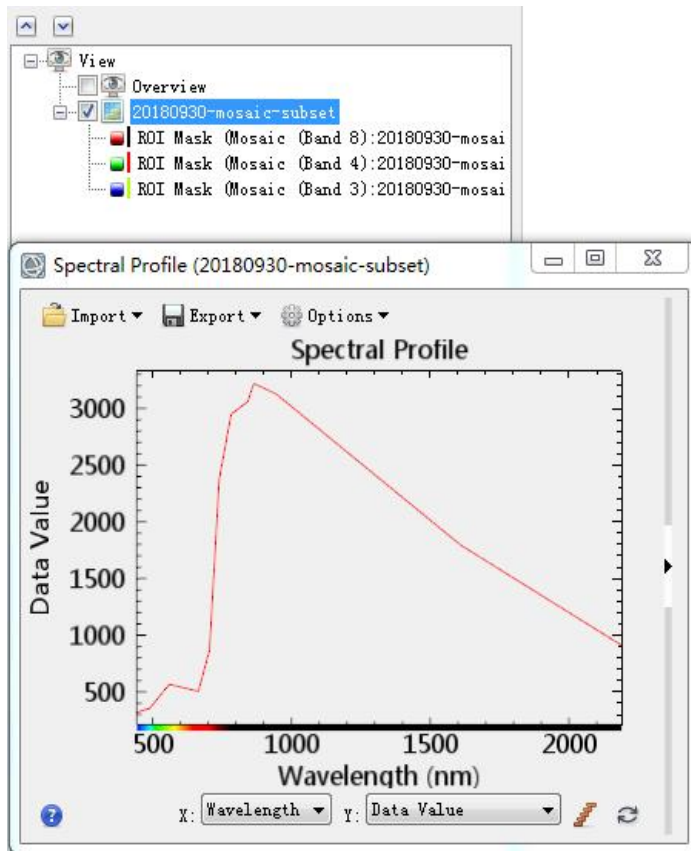 View
Overview
20180930-mosaic-subset
ROI Mask (Mosaic (Band 8):20180930-mosai
ROI Mask (Mosaic (Band 4):20180930-mosai
ROI Mask (Mosaic (Band 3):20180930-mosai
Spectral Profile (20180930-mosaic-subset)
Import Export Options
Spectral Profile
3000
2500
2000
1500
1000
500
Data Value
500 1000 1500 2000
Wavelength (nm)
X: Wavelength Y: Data Value